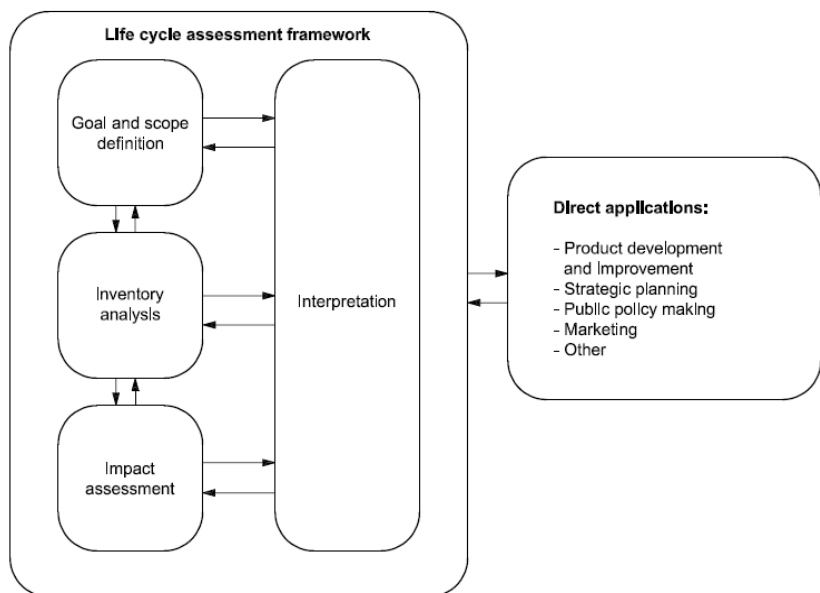 Life cycle assessment framework
Goal and scope
definition
Inventory
analysis
Impact
assessment
Interpretation
Direct applications:
- Product development
and Improvement
- Strategic planning
- Public policy making
- Marketing
- Other